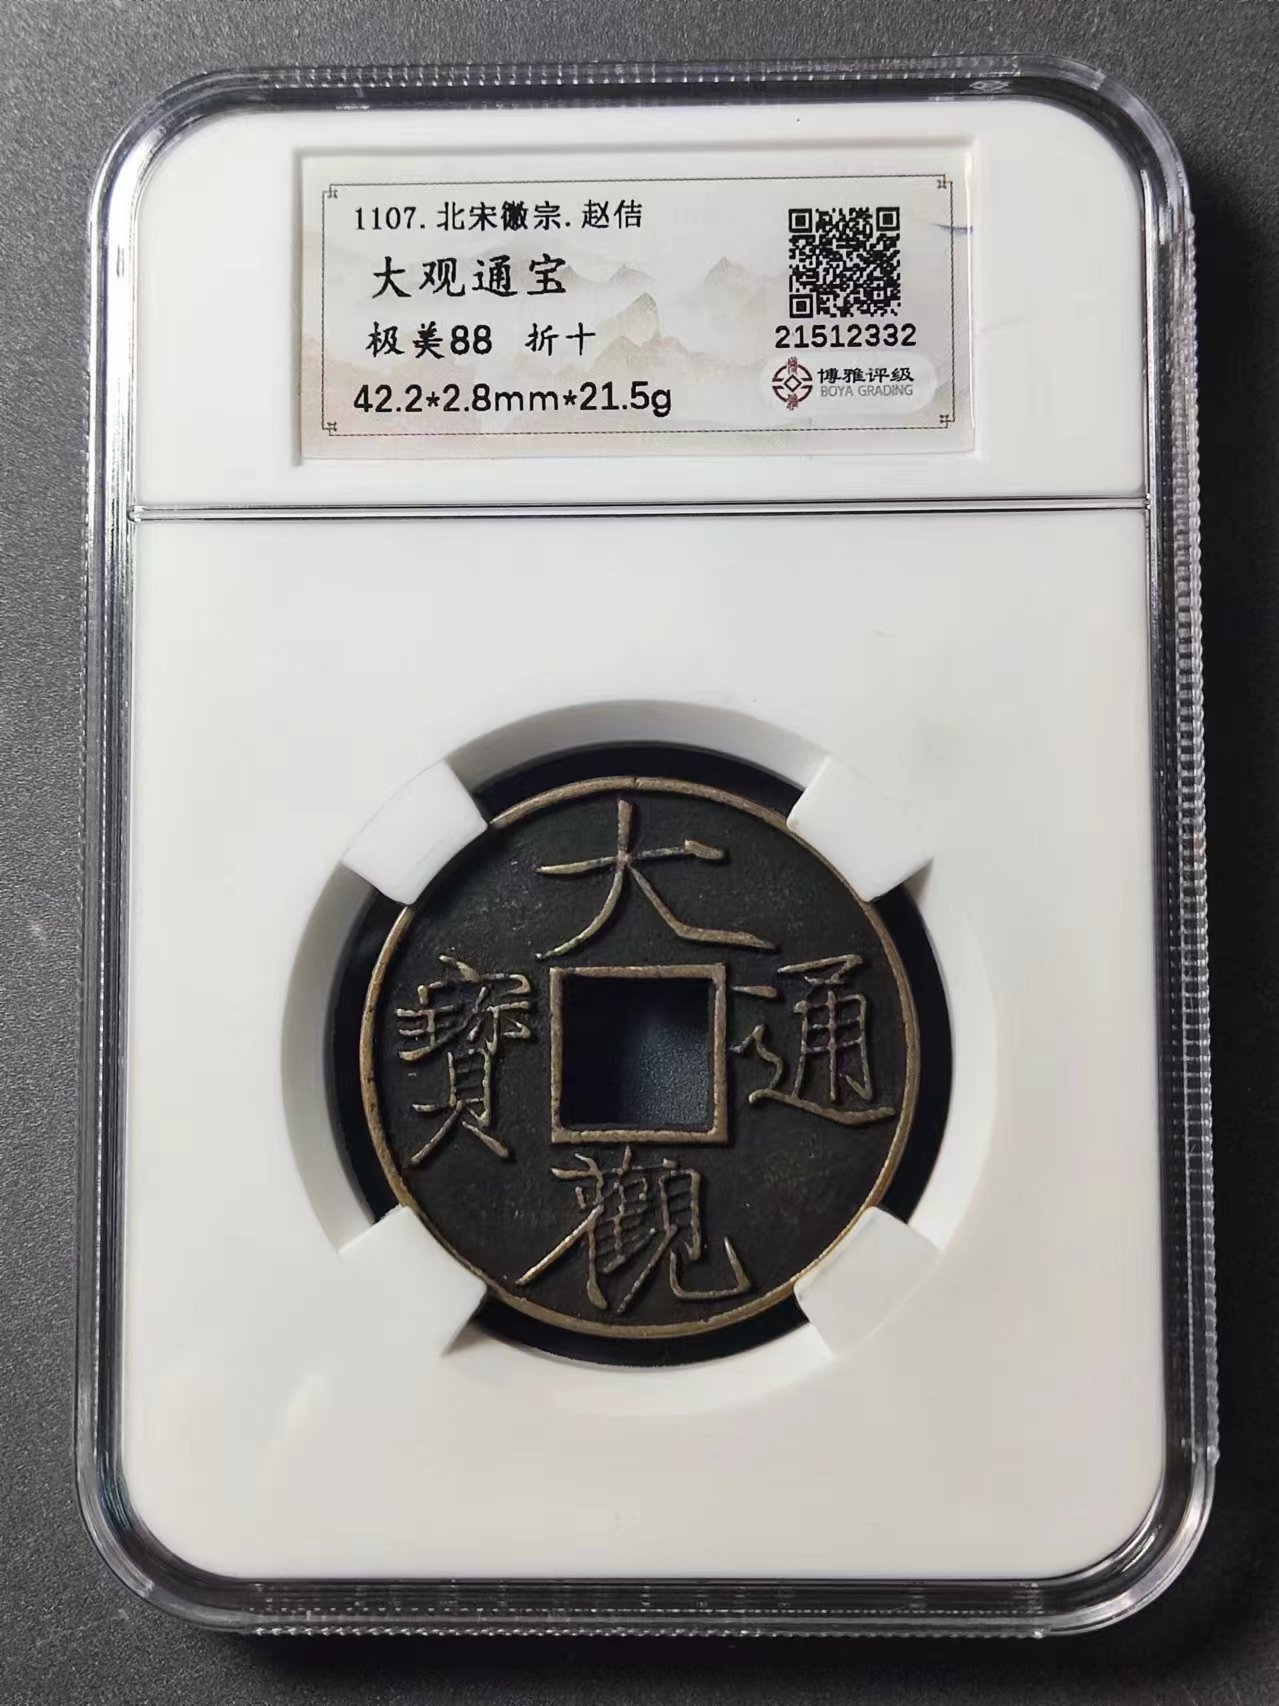 1107.北宋徽宗.赵佶
大观通宝
极美88 折十
42.2*2.8mm*21.5g
21512332
博雅评级
BOYA GRADING
大
觀
通
寶